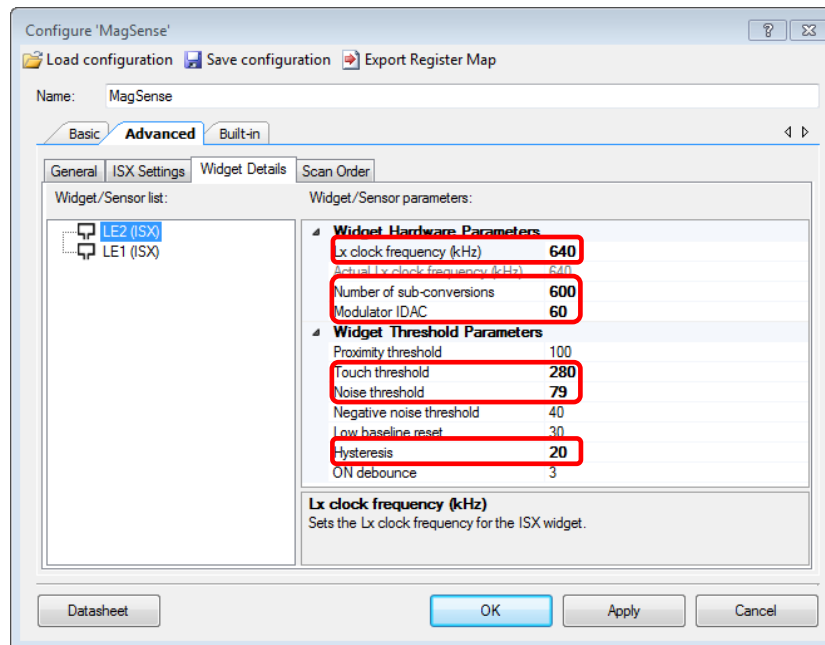 Configure 'MagSense'
Load configuration Save configuration Export Register Map
Name: MagSense
Basic Advanced Built-in
General ISX Settings Widget Details Scan Order
Widget/Sensor list: Widget/Sensor parameters:
LE2 (ISX)
LE1 (ISX)
Widget Hardware Parameters
Lx clock frequency (kHz) 640
Actual Lx clock frequency (kHz) 640
Number of sub-conversions 600
Modulator IDAC 60
Widget Threshold Parameters
Proximity threshold 100
Touch threshold 280
Noise threshold 79
Negative noise threshold 40
Low baseline reset 30
Hysteresis 20
ON debounce 3
Lx clock frequency (kHz)
Sets the Lx clock frequency for the ISX widget.
Datasheet OK Apply Cancel